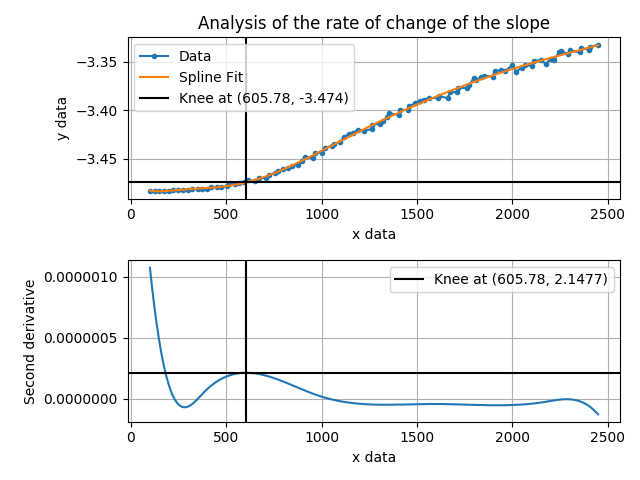 Analysis of the rate of change of the slope
Data
Spline Fit
Knee at (605.78, -3.474)
y data
−3.35
−3.40
−3.45
0 500 1000 1500 2000 2500
x data
Knee at (605.78, 2.1477)
Second derivative
0.0000010
0.0000005
0.0000000
0 500 1000 1500 2000 2500
x data